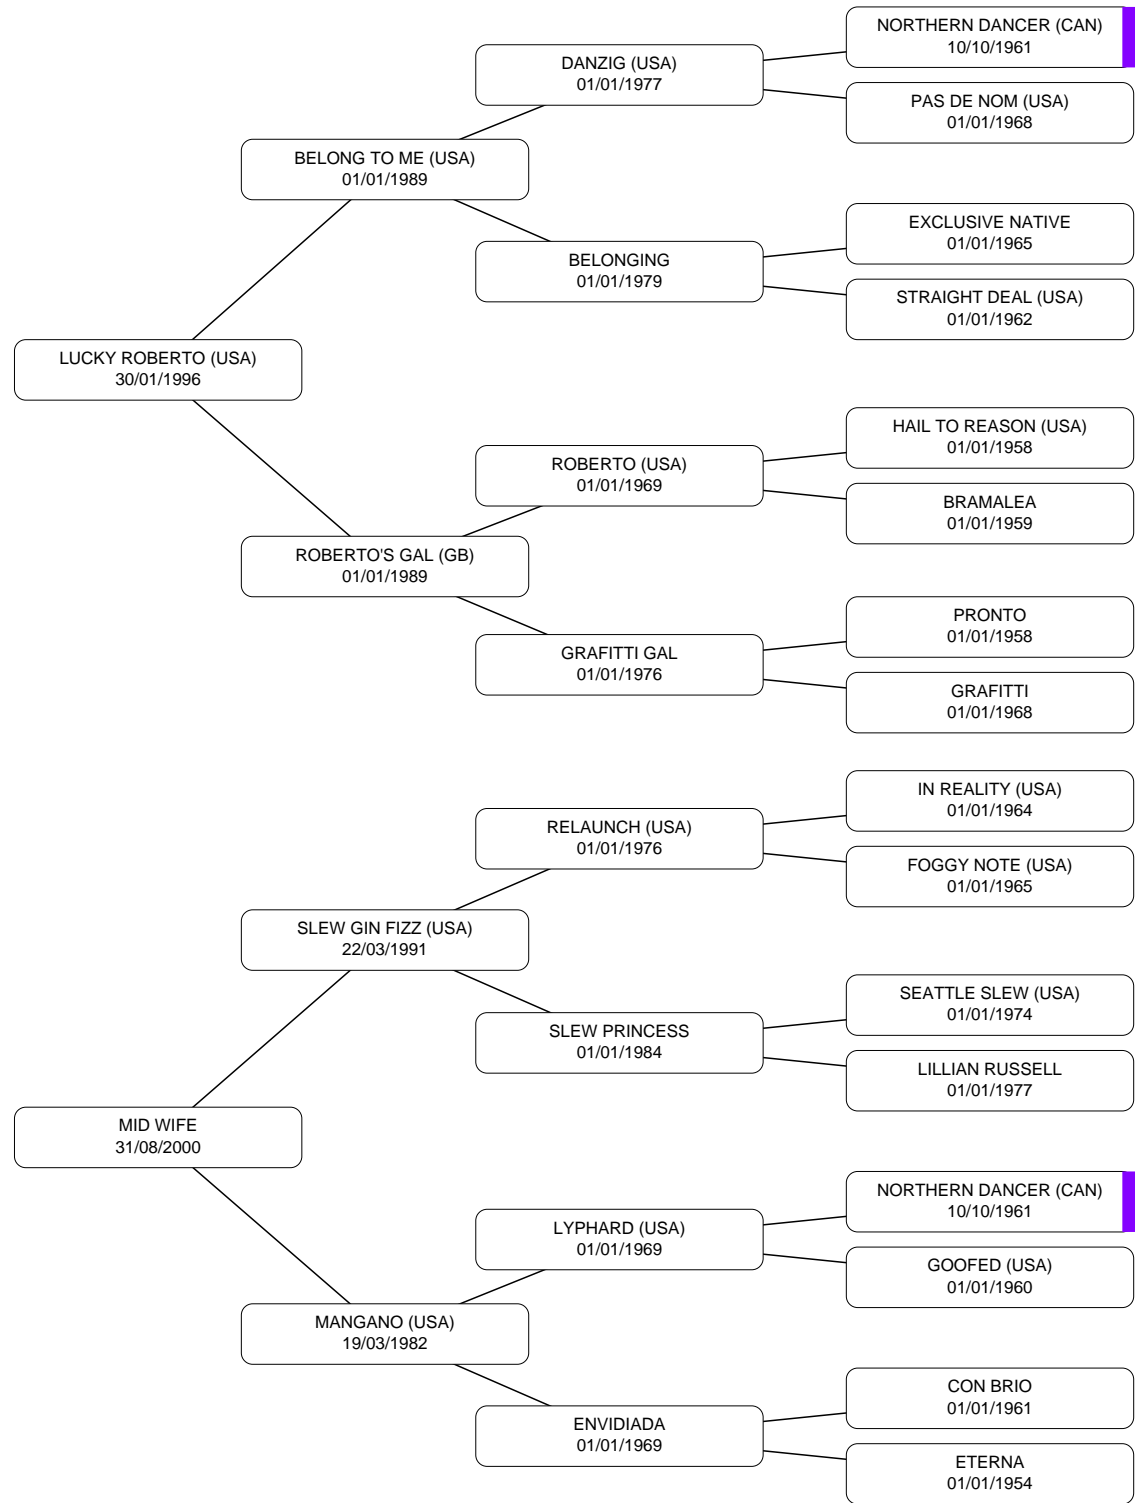 NORTHERN DANCER (CAN)
10/10/1961
DANZIG (USA)
01/01/1977
PAS DE NOM (USA)
01/01/1968
BELONG TO ME (USA)
01/01/1989
EXCLUSIVE NATIVE
01/01/1965
BELONGING
01/01/1979
STRAIGHT DEAL (USA)
01/01/1962
LUCKY ROBERTO (USA)
30/01/1996
HAIL TO REASON (USA)
01/01/1958
ROBERTO (USA)
01/01/1969
BRAMALEA
01/01/1959
ROBERTO'S GAL (GB)
01/01/1989
PRONTO
01/01/1958
GRAFITTI GAL
01/01/1976
GRAFITTI
01/01/1968
IN REALITY (USA)
01/01/1964
RELAUNCH (USA)
01/01/1976
FOGGY NOTE (USA)
01/01/1965
SLEW GIN FIZZ (USA)
22/03/1991
SEATTLE SLEW (USA)
01/01/1974
SLEW PRINCESS
01/01/1984
LILLIAN RUSSELL
01/01/1977
MID WIFE
31/08/2000
NORTHERN DANCER (CAN)
10/10/1961
LYPHARD (USA)
01/01/1969
GOOFED (USA)
01/01/1960
MANGANO (USA)
19/03/1982
CON BRIO
01/01/1961
ENVIDIADA
01/01/1969
ETERNA
01/01/1954